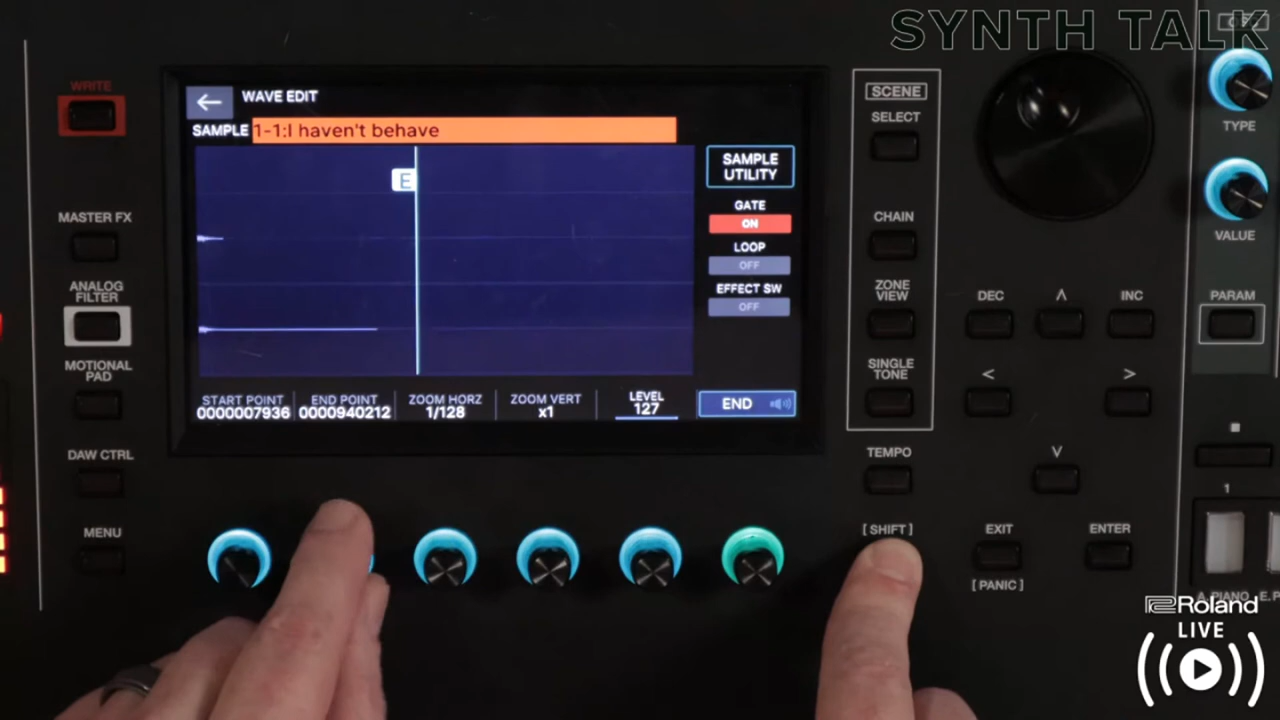 SYNTH TALK
WRITE
WAVE EDIT
SAMPLE 1-1:I haven't behave
E
SAMPLE
UTILITY
GATE
ON
LOOP
OFF
EFFECT SW
OFF
START POINT
0000007936
END POINT
0000940212
ZOOM HORZ
1/128
ZOOM VERT
x1
LEVEL
127
END
MASTER FX
ANALOG
FILTER
MOTIONAL
PAD
DAW CTRL
MENU
SCENE
SELECT
CHAIN
ZONE
VIEW
SINGLE
TONE
TEMPO
[SHIFT]
DEC
INC
EXIT
[PANIC]
ENTER
TYPE
VALUE
PARAM
1
A.PIANO
Roland
LIVE